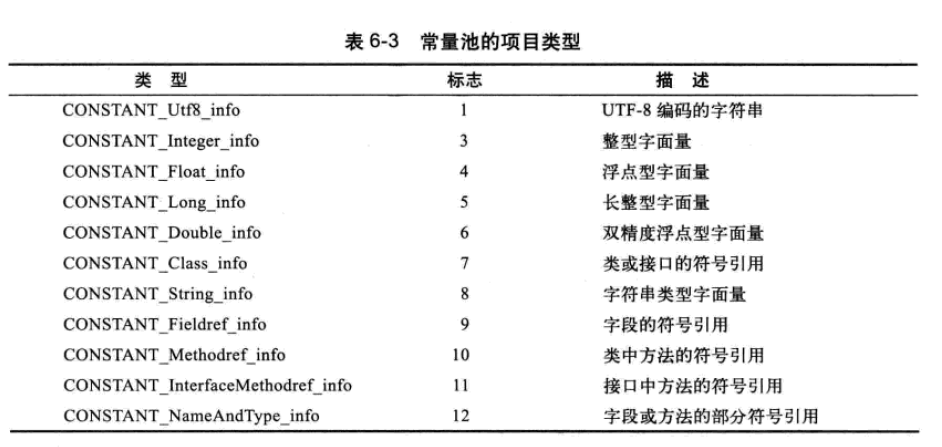 表 6-3 常量池的项目类型
类 型 标志 描 述
CONSTANT_Utf8_info 1 UTF-8 编码的字符串
CONSTANT_Integer_info 3 整型字面量
CONSTANT_Float_info 4 浮点型字面量
CONSTANT_Long_info 5 长整型字面量
CONSTANT_Double_info 6 双精度浮点型字面量
CONSTANT_Class_info 7 类或接口的符号引用
CONSTANT_String_info 8 字符串类型字面量
CONSTANT_Fieldref_info 9 字段的符号引用
CONSTANT_Methodref_info 10 类中方法的符号引用
CONSTANT_InterfaceMethodref_info 11 接口中方法的符号引用
CONSTANT_NameAndType_info 12 字段或方法的部分符号引用